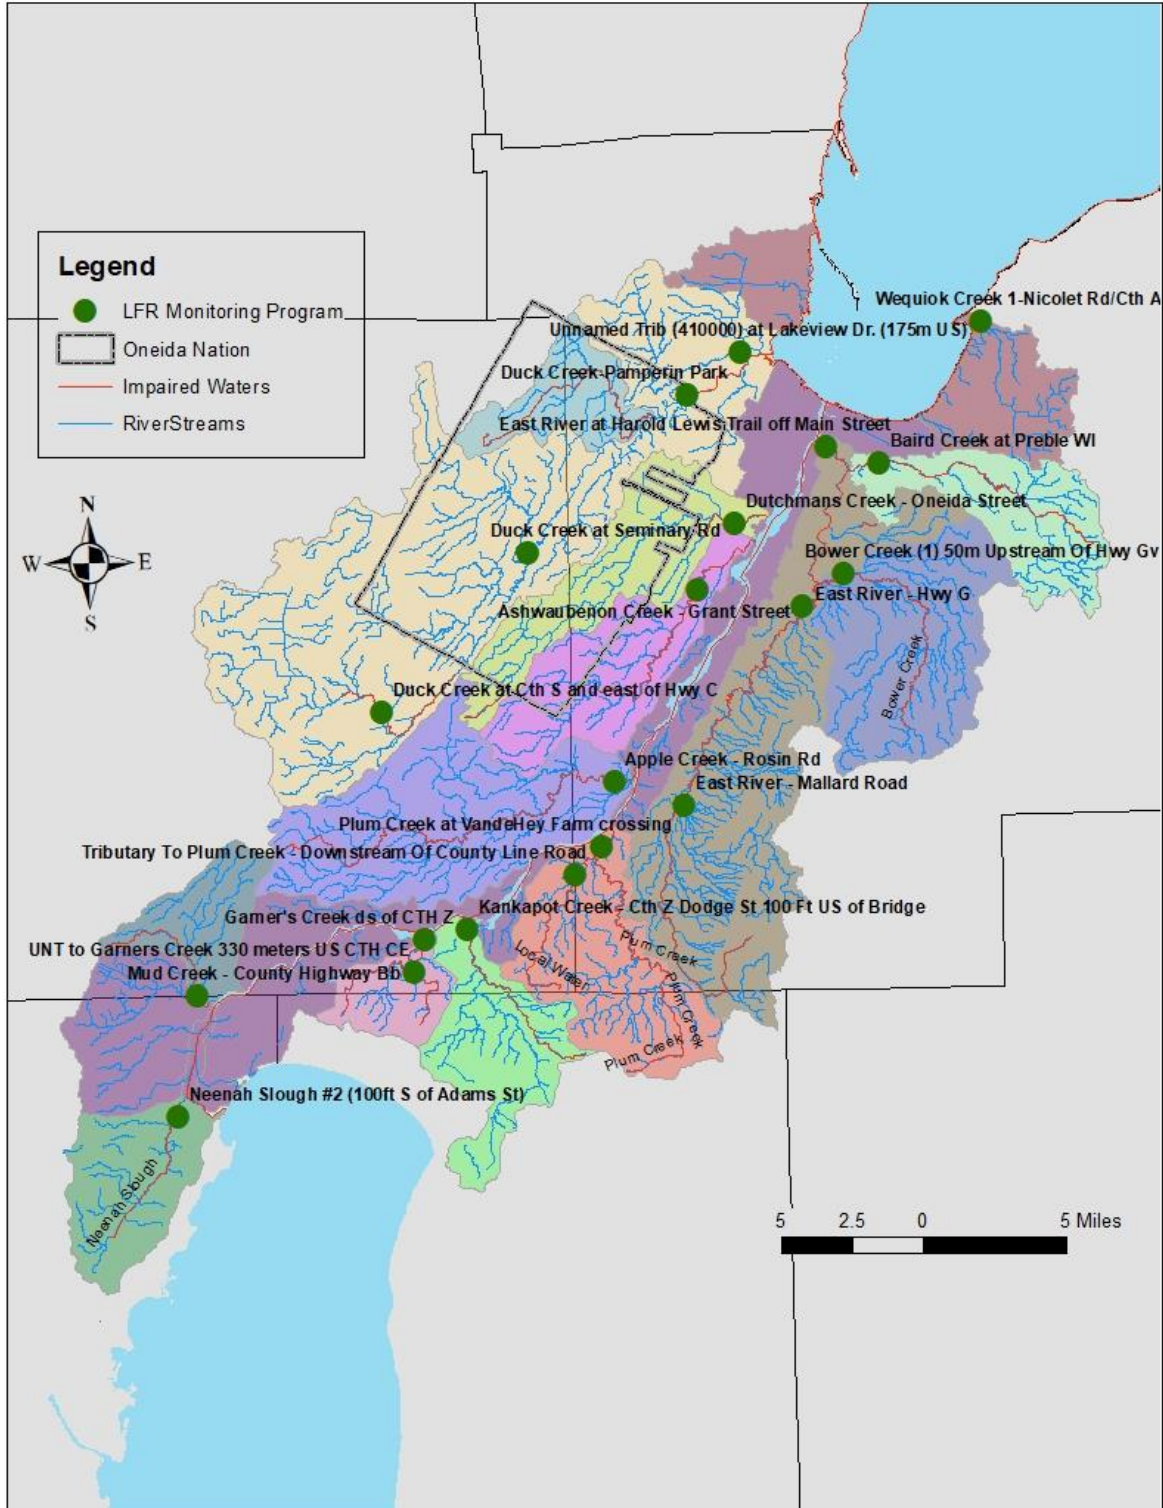 Legend
LFR Monitoring Program
Oneida Nation
Impaired Waters
RiverStreams
N
W
E
S
Wequiok Creek 1-Nicolet Rd/Cth A
Unnamed Trib (410000) at Lakeview Dr. (175m US)
Duck Creek-Pamperin Park
East River at Harold Lewis Trail off Main Street
Baird Creek at Preble WI
Dutchmans Creek - Oneida Street
Duck Creek at Seminary Rd
Bower Creek (1) 50m Upstream Of Hwy Gv
East River - Hwy G
Ashwaubenon Creek - Grant Street
Bower Creek
Duck Creek at Cth S and east of Hwy C
Apple Creek - Rosin Rd
East River - Mallard Road
Plum Creek at VandeHey Farm crossing
Tributary To Plum Creek - Downstream Of County Line Road
Kankapot Creek - Cth Z Dodge St 100 Ft US of Bridge
Garner's Creek ds of CTH Z
Plum Creek
UNT to Garners Creek 330 meters US CTH CE
Local Water
Mud Creek - County Highway Bb
Plum Creek
Plum Creek
Neenah Slough #2 (100ft S of Adams St)
Neenah Slough
5 2.5 0 5 Miles